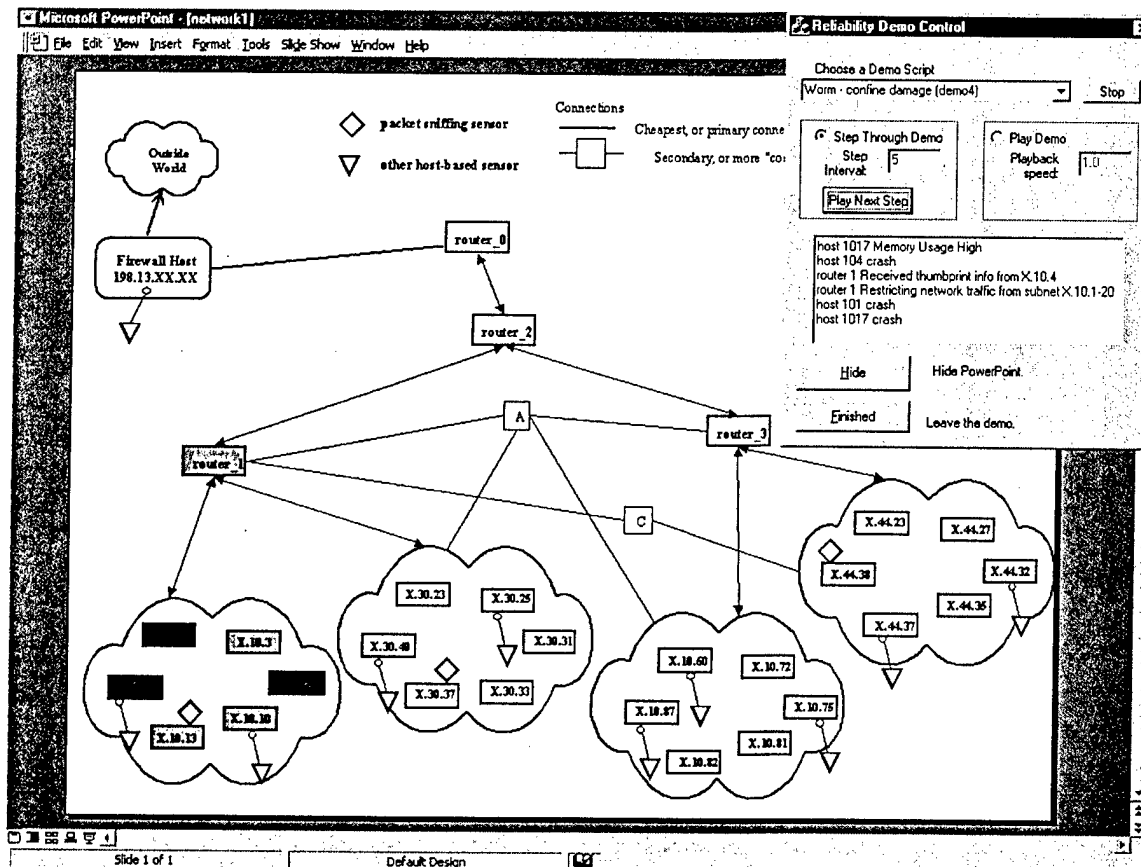 Microsoft PowerPoint - [network1]
File Edit View Insert Format Tools Slide Show Window Help
Reliability Demo Control
Choose a Demo Script
Worm - confine damage (demo4)
Stop
Step Through Demo
Step Interval: 5
Play Next Step
Play Demo
Playback speed: 1.0
host 1017 Memory Usage High
host 104 crash
router 1 Received thumbprint info from X.10.4
router 1 Restricting network traffic from subnet X.10.1-20
host 101 crash
host 1017 crash
Hide
Hide PowerPoint.
Finished
Leave the demo.
packet sniffing sensor
other host-based sensor
Connections
Cheapest, or primary conne
Secondary, or more "co
Outside
World
Firewall Host
198.13.XX.XX
router_0
router_2
A
router_3
router_1
C
X.44.23
X.44.27
X.44.38
X.44.32
X.44.35
X.44.37
X.30.23
X.30.25
X.30.40
X.30.31
X.30.37
X.30.33
X.10.3
X.10.10
X.10.13
X.10.60
X.10.72
X.10.87
X.10.75
X.10.81
X.10.82
Slide 1 of 1
Default Design